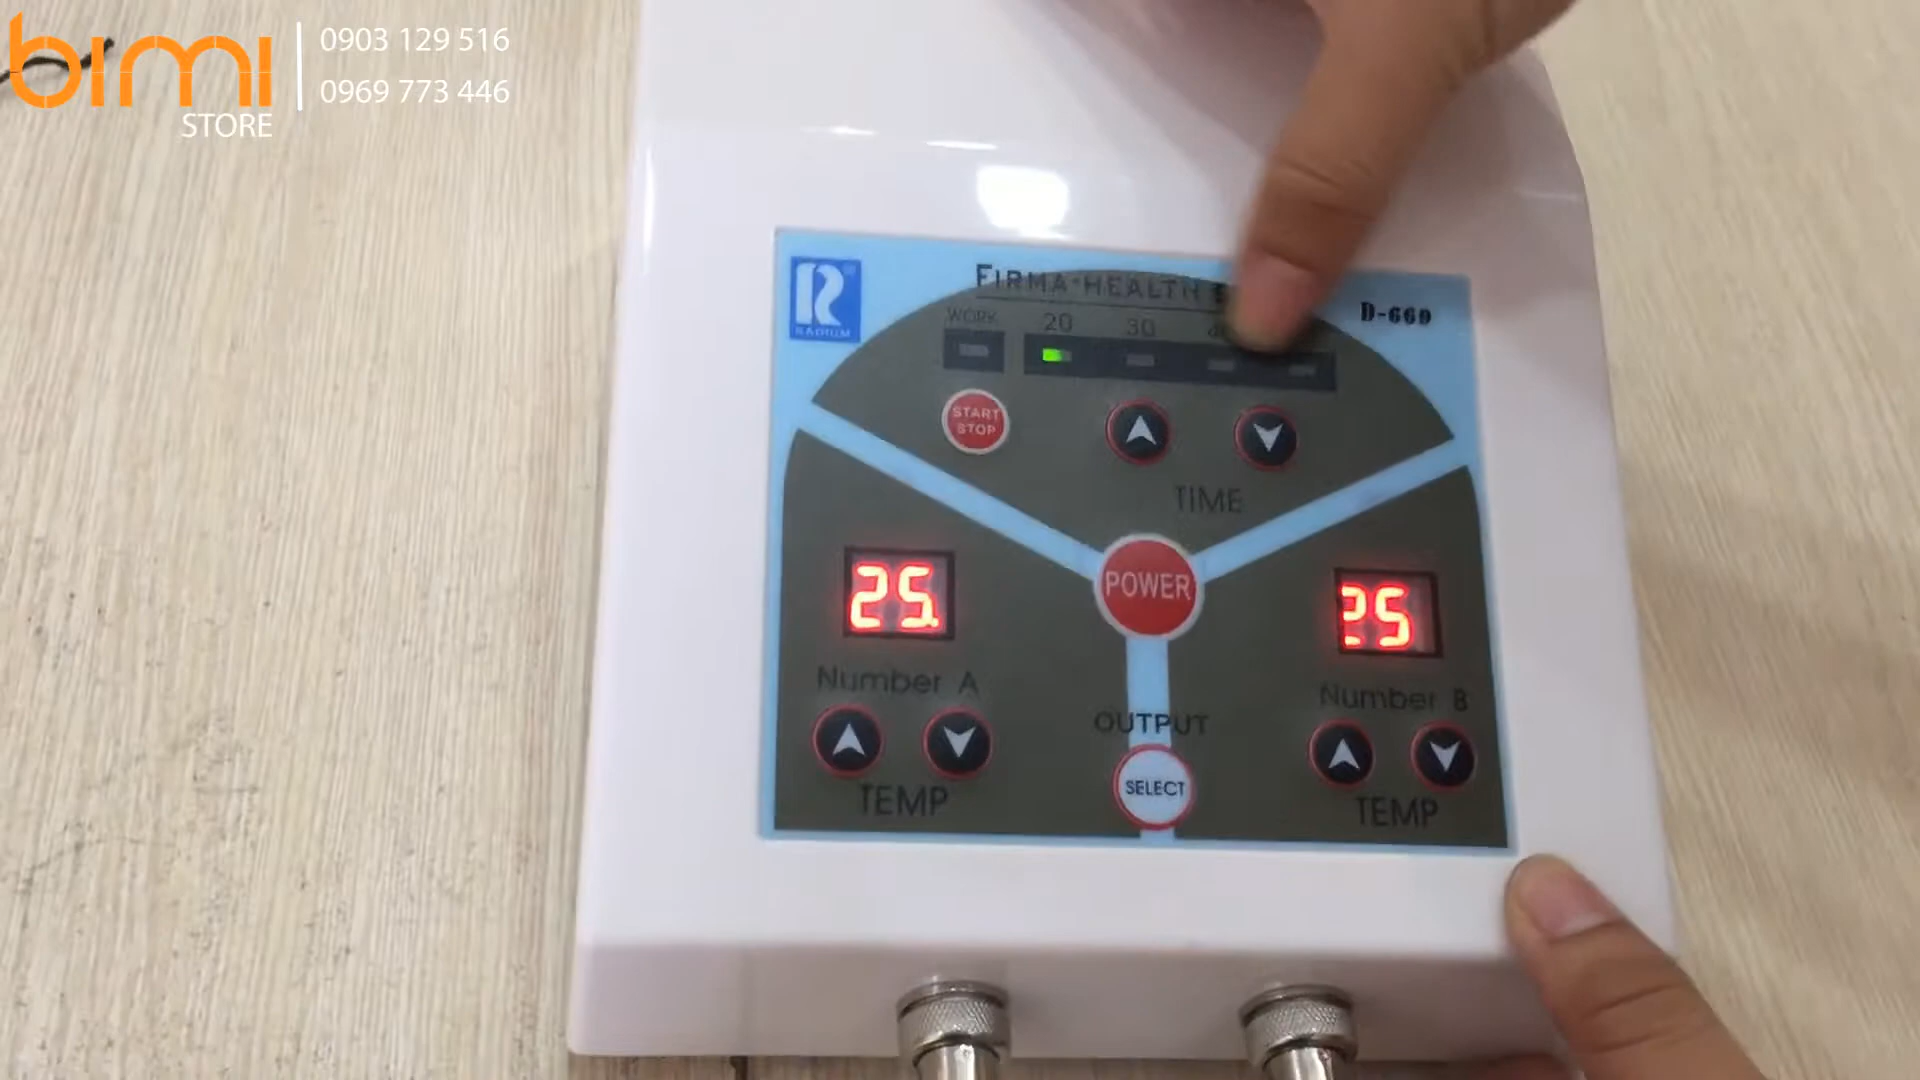 bimi
STORE
0903 129 516
0969 773 446
R
RADIUM
FIRMA-HEALTH
D-669
WORK
20
30
START
STOP
TIME
25.
POWER
25
Number A
Number B
OUTPUT
SELECT
TEMP
TEMP